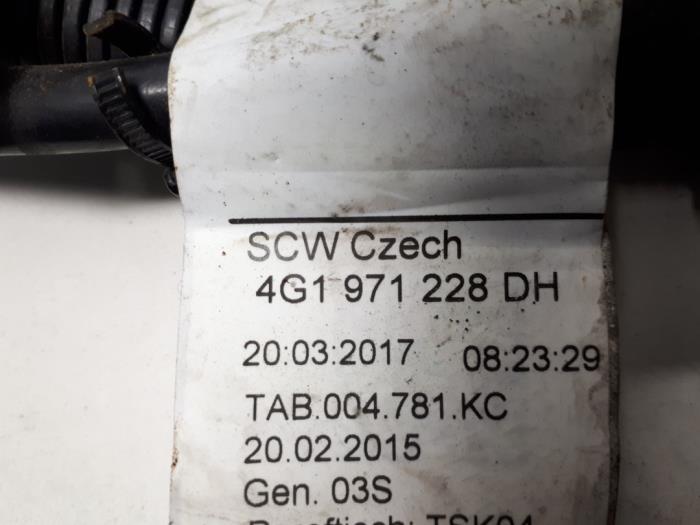 SCW Czech
4G1 971 228 DH
20:03:2017 08:23:29
TAB.004.781.KC
20.02.2015
Gen. 03S
TSK04